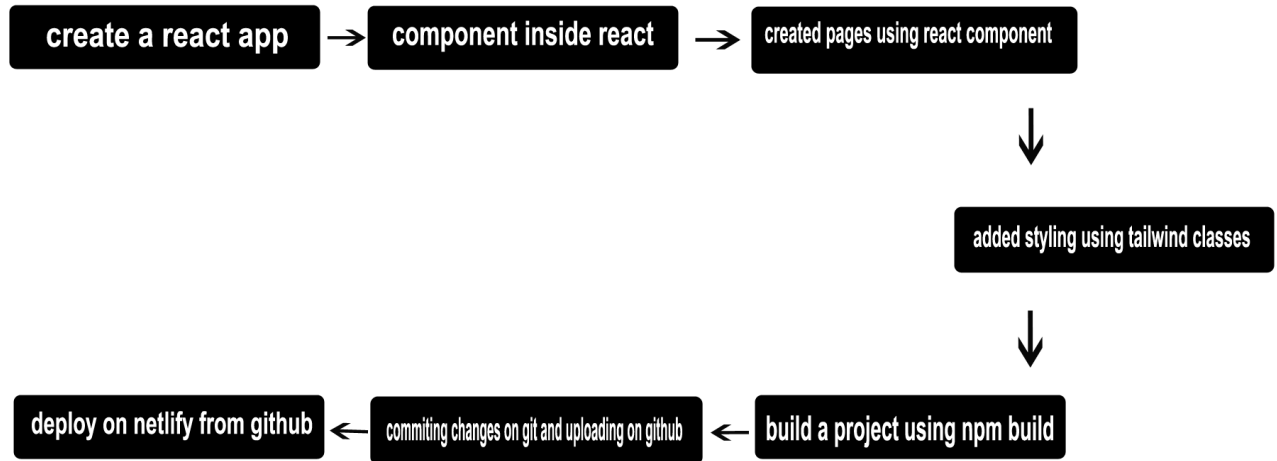 create a react app
component inside react
created pages using react component
added styling using tailwind classes
build a project using npm build
commiting changes on git and uploading on github
deploy on netlify from github